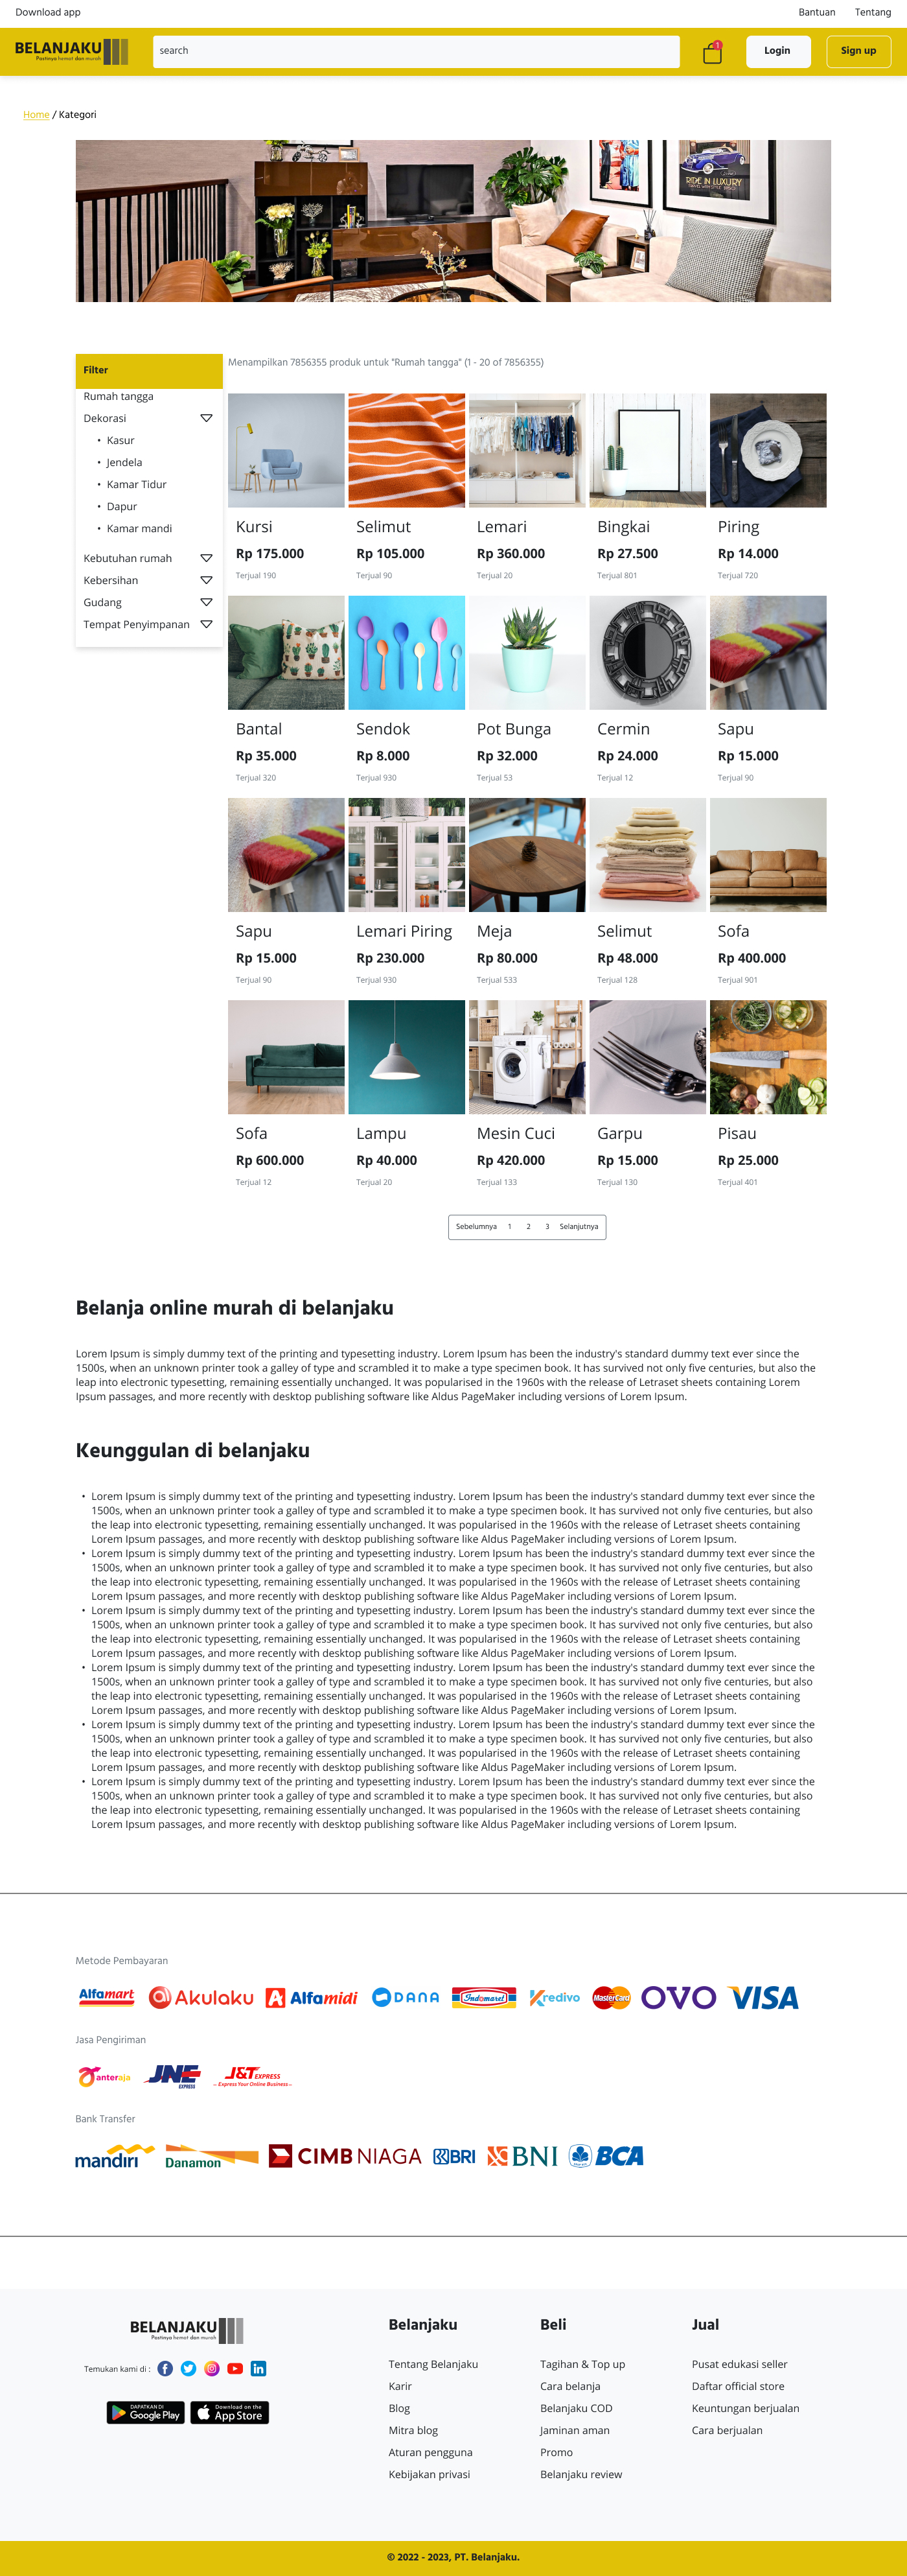 Download app
Bantuan
Tentang
BELANJAKU
Pastinya hemat dan murah
search
1
Login
Sign up
Home / Kategori
RIDE IN LUXURY
Filter
Rumah tangga
Dekorasi
• Kasur
• Jendela
• Kamar Tidur
• Dapur
• Kamar mandi
Kebutuhan rumah
Kebersihan
Gudang
Tempat Penyimpanan
Menampilkan 7856355 produk untuk "Rumah tangga" (1 - 20 of 7856355)
Kursi
Rp 175.000
Terjual 190
Selimut
Rp 105.000
Terjual 90
Lemari
Rp 360.000
Terjual 20
Bingkai
Rp 27.500
Terjual 801
Piring
Rp 14.000
Terjual 720
Bantal
Rp 35.000
Terjual 320
Sendok
Rp 8.000
Terjual 930
Pot Bunga
Rp 32.000
Terjual 53
Cermin
Rp 24.000
Terjual 12
Sapu
Rp 15.000
Terjual 90
Sapu
Rp 15.000
Terjual 90
Lemari Piring
Rp 230.000
Terjual 930
Meja
Rp 80.000
Terjual 533
Selimut
Rp 48.000
Terjual 128
Sofa
Rp 400.000
Terjual 901
Sofa
Rp 600.000
Terjual 12
Lampu
Rp 40.000
Terjual 20
Mesin Cuci
Rp 420.000
Terjual 133
Garpu
Rp 15.000
Terjual 130
Pisau
Rp 25.000
Terjual 401
Sebelumnya 1 2 3 Selanjutnya
Belanja online murah di belanjaku
Lorem Ipsum is simply dummy text of the printing and typesetting industry. Lorem Ipsum has been the industry's standard dummy text ever since the
1500s, when an unknown printer took a galley of type and scrambled it to make a type specimen book. It has survived not only five centuries, but also the
leap into electronic typesetting, remaining essentially unchanged. It was popularised in the 1960s with the release of Letraset sheets containing Lorem
Ipsum passages, and more recently with desktop publishing software like Aldus PageMaker including versions of Lorem Ipsum.
Keunggulan di belanjaku
• Lorem Ipsum is simply dummy text of the printing and typesetting industry. Lorem Ipsum has been the industry's standard dummy text ever since the
1500s, when an unknown printer took a galley of type and scrambled it to make a type specimen book. It has survived not only five centuries, but also
the leap into electronic typesetting, remaining essentially unchanged. It was popularised in the 1960s with the release of Letraset sheets containing
Lorem Ipsum passages, and more recently with desktop publishing software like Aldus PageMaker including versions of Lorem Ipsum.
• Lorem Ipsum is simply dummy text of the printing and typesetting industry. Lorem Ipsum has been the industry's standard dummy text ever since the
1500s, when an unknown printer took a galley of type and scrambled it to make a type specimen book. It has survived not only five centuries, but also
the leap into electronic typesetting, remaining essentially unchanged. It was popularised in the 1960s with the release of Letraset sheets containing
Lorem Ipsum passages, and more recently with desktop publishing software like Aldus PageMaker including versions of Lorem Ipsum.
• Lorem Ipsum is simply dummy text of the printing and typesetting industry. Lorem Ipsum has been the industry's standard dummy text ever since the
1500s, when an unknown printer took a galley of type and scrambled it to make a type specimen book. It has survived not only five centuries, but also
the leap into electronic typesetting, remaining essentially unchanged. It was popularised in the 1960s with the release of Letraset sheets containing
Lorem Ipsum passages, and more recently with desktop publishing software like Aldus PageMaker including versions of Lorem Ipsum.
• Lorem Ipsum is simply dummy text of the printing and typesetting industry. Lorem Ipsum has been the industry's standard dummy text ever since the
1500s, when an unknown printer took a galley of type and scrambled it to make a type specimen book. It has survived not only five centuries, but also
the leap into electronic typesetting, remaining essentially unchanged. It was popularised in the 1960s with the release of Letraset sheets containing
Lorem Ipsum passages, and more recently with desktop publishing software like Aldus PageMaker including versions of Lorem Ipsum.
• Lorem Ipsum is simply dummy text of the printing and typesetting industry. Lorem Ipsum has been the industry's standard dummy text ever since the
1500s, when an unknown printer took a galley of type and scrambled it to make a type specimen book. It has survived not only five centuries, but also
the leap into electronic typesetting, remaining essentially unchanged. It was popularised in the 1960s with the release of Letraset sheets containing
Lorem Ipsum passages, and more recently with desktop publishing software like Aldus PageMaker including versions of Lorem Ipsum.
• Lorem Ipsum is simply dummy text of the printing and typesetting industry. Lorem Ipsum has been the industry's standard dummy text ever since the
1500s, when an unknown printer took a galley of type and scrambled it to make a type specimen book. It has survived not only five centuries, but also
the leap into electronic typesetting, remaining essentially unchanged. It was popularised in the 1960s with the release of Letraset sheets containing
Lorem Ipsum passages, and more recently with desktop publishing software like Aldus PageMaker including versions of Lorem Ipsum.
Metode Pembayaran
Alfamart Akulaku Alfamidi DANA Indomaret Kredivo MasterCard OVO VISA
Jasa Pengiriman
anteraja
JNE
EXPRESS
J&T EXPRESS
Express Your Online Business
Bank Transfer
mandiri Danamon CIMB NIAGA BRI BNI BCA
BELANJAKU
Pastinya hemat dan murah
Temukan kami di :
DAPATKAN DI
Google Play
Download on the
App Store
Belanjaku
Tentang Belanjaku
Karir
Blog
Mitra blog
Aturan pengguna
Kebijakan privasi
Beli
Tagihan & Top up
Cara belanja
Belanjaku COD
Jaminan aman
Promo
Belanjaku review
Jual
Pusat edukasi seller
Daftar official store
Keuntungan berjualan
Cara berjualan
© 2022 - 2023, PT. Belanjaku.